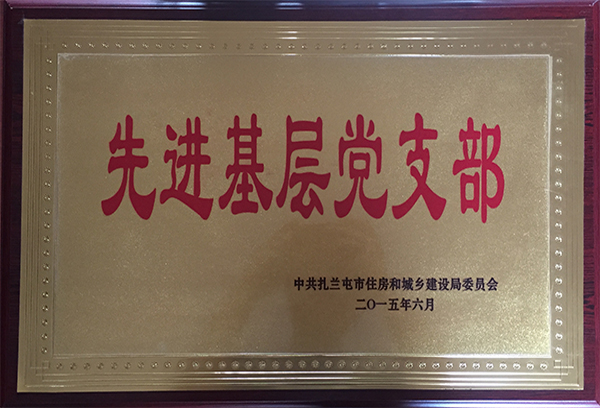 先进基层党支部
中共扎兰屯市住房和城乡建设局委员会
二〇一五年六月